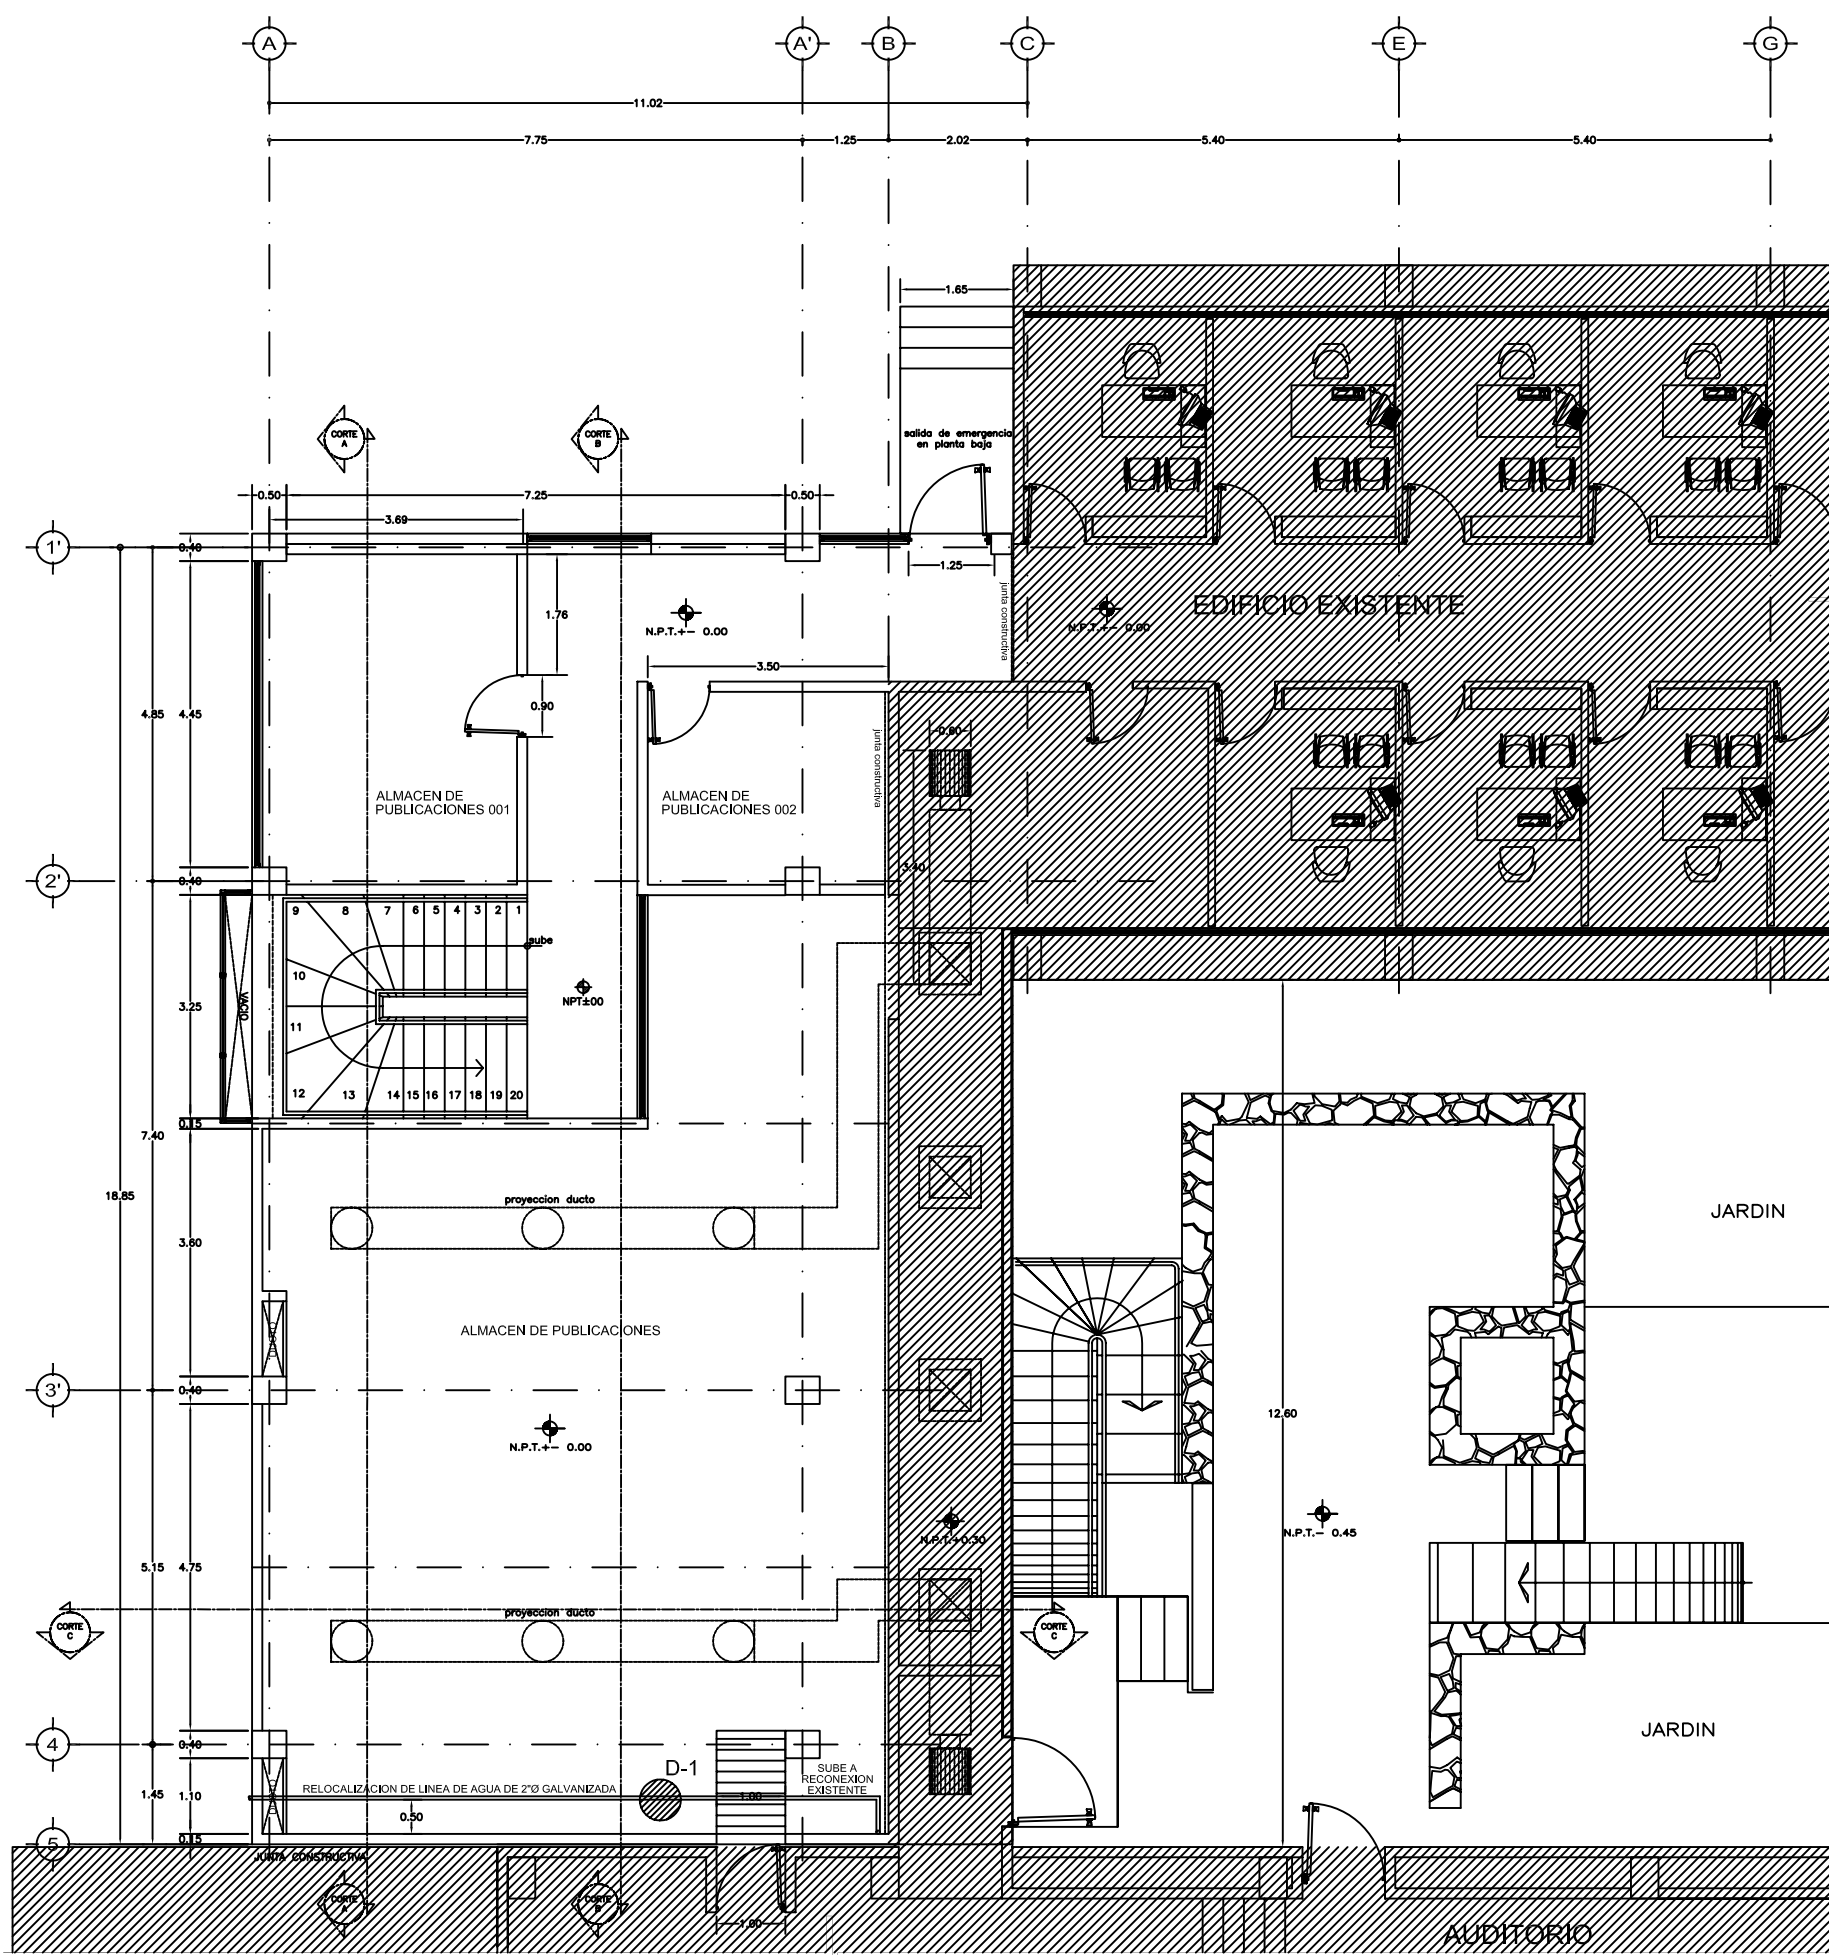 A
A'
B
C
E
G
11.02
7.75
1.25
2.02
5.40
5.40
1.65
CORTE
A
CORTE
B
salida de emergencia
en planta baja
0.50
7.25
0.50
3.69
1'
0.40
1.25
1.76
N.P.T.+- 0.00
junta constructiva
N.P.T.+- 0.00
EDIFICIO EXISTENTE
3.50
0.90
4.85
4.45
0.60
junta constructiva
ALMACEN DE
PUBLICACIONES 001
ALMACEN DE
PUBLICACIONES 002
3.40
2'
0.40
9
8
7
6
5
4
3
2
1
sube
10
NPT±00
VACIO
3.25
11
12
13
14
15
16
17
18
19
20
0.15
7.40
18.85
proyeccion ducto
JARDIN
3.60
ALMACEN DE PUBLICACIONES
DUCTO
3'
0.40
12.60
N.P.T.+- 0.00
N.P.T.+0.30
N.P.T.- 0.45
5.15
4.75
CORTE
C
proyeccion ducto
CORTE
C
JARDIN
4
0.40
D-1
SUBE A
RECONEXION
EXISTENTE
RELOCALIZACION DE LINEA DE AGUA DE 2"Ø GALVANIZADA
1.45
1.10
DUCTO
1.00
0.50
5
0.15
JUNTA CONSTRUCTIVA
CORTE
A
CORTE
B
1.00
AUDITORIO